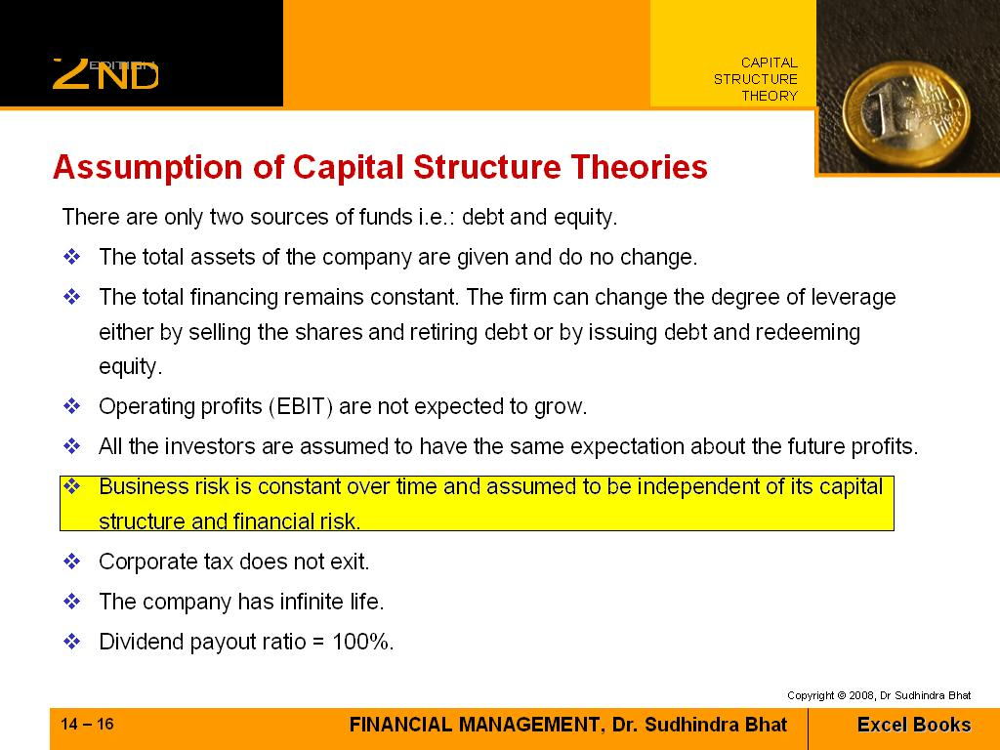 2ND
EDITION
CAPITAL
STRUCTURE
THEORY
Assumption of Capital Structure Theories
There are only two sources of funds i.e.: debt and equity.
❖ The total assets of the company are given and do no change.
❖ The total financing remains constant. The firm can change the degree of leverage
either by selling the shares and retiring debt or by issuing debt and redeeming
equity.
❖ Operating profits (EBIT) are not expected to grow.
❖ All the investors are assumed to have the same expectation about the future profits.
❖ Business risk is constant over time and assumed to be independent of its capital
structure and financial risk.
❖ Corporate tax does not exit.
❖ The company has infinite life.
❖ Dividend payout ratio = 100%.
Copyright © 2008, Dr Sudhindra Bhat
14 – 16 FINANCIAL MANAGEMENT, Dr. Sudhindra Bhat Excel Books